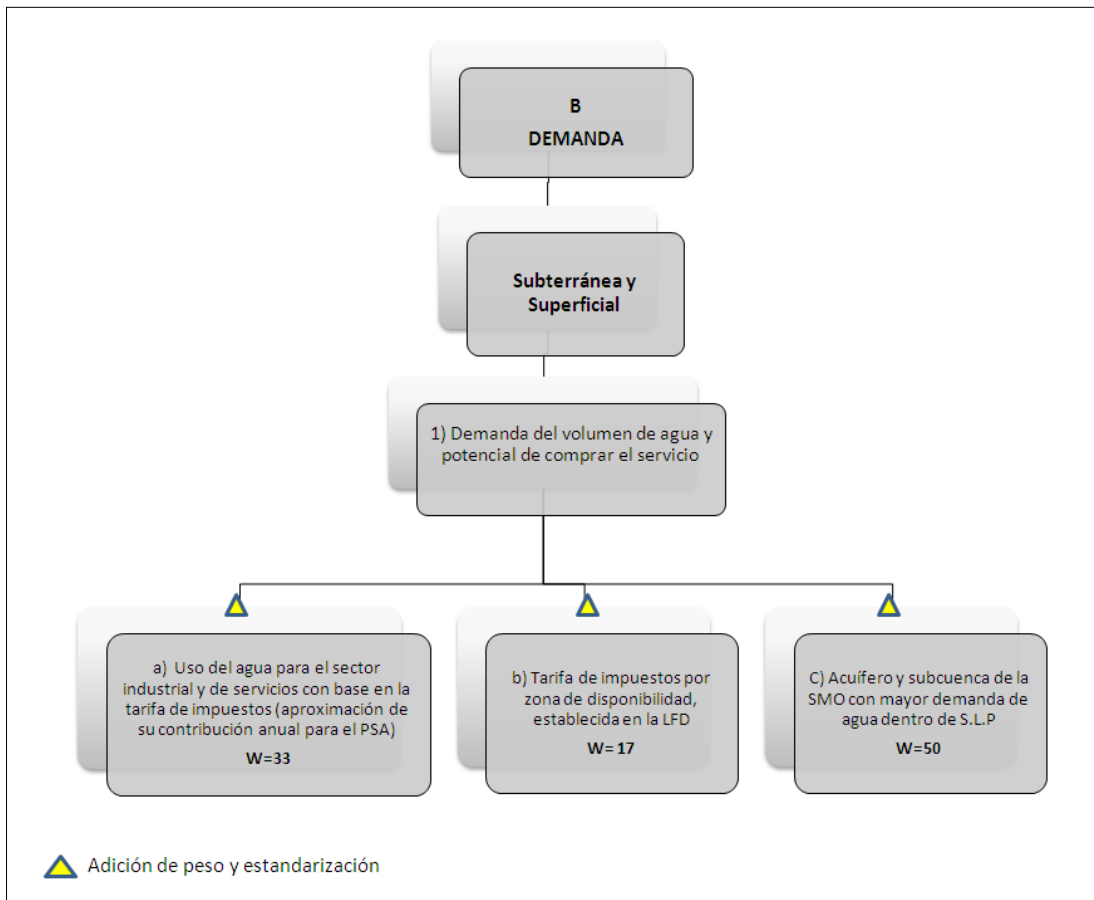 B
DEMANDA
Subterránea y
Superficial
1) Demanda del volumen de agua y
potencial de comprar el servicio
a) Uso del agua para el sector
industrial y de servicios con base en la
tarifa de impuestos (aproximación de
su contribución anual para el PSA)
W=33
b) Tarifa de impuestos por
zona de disponibilidad,
establecida en la LFD
W= 17
C) Acuífero y subcuenca de la
SMO con mayor demanda de
agua dentro de S.L.P
W=50
Adición de peso y estandarización